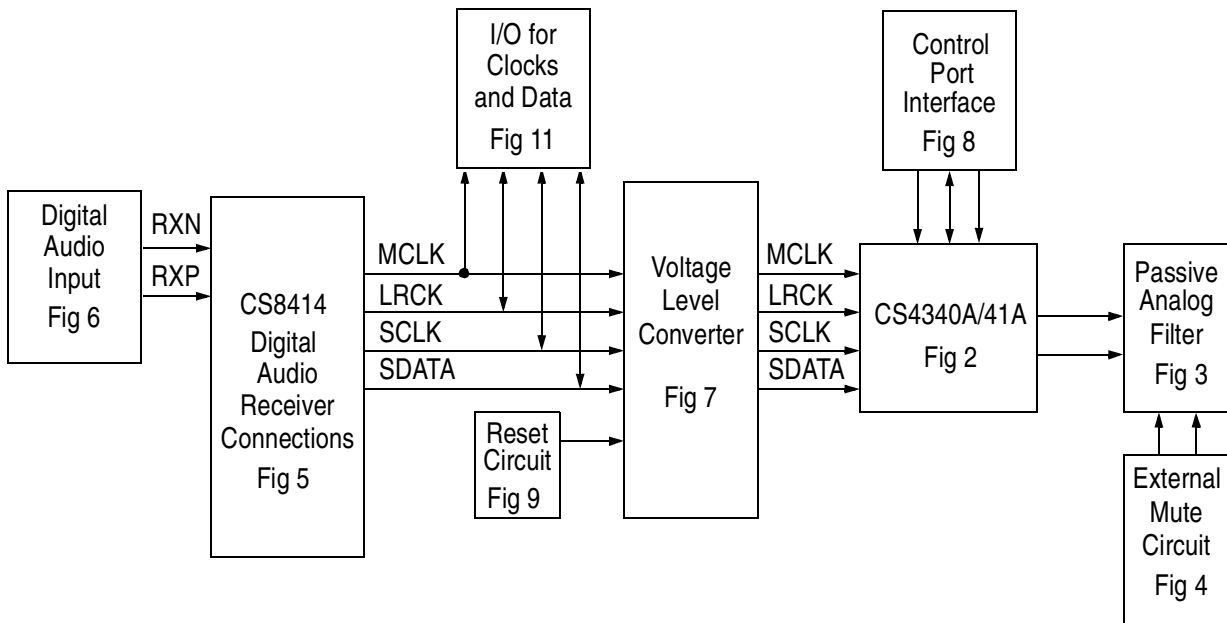 I/O for
Clocks
and Data
Fig 11
Control
Port
Interface
Fig 8
Digital
Audio
Input
Fig 6
RXN
RXP
CS8414
Digital
Audio
Receiver
Connections
Fig 5
MCLK
LRCK
SCLK
SDATA
Reset
Circuit
Fig 9
Voltage
Level
Converter
Fig 7
MCLK
LRCK
SCLK
SDATA
CS4340A/41A
Fig 2
Passive
Analog
Filter
Fig 3
External
Mute
Circuit
Fig 4